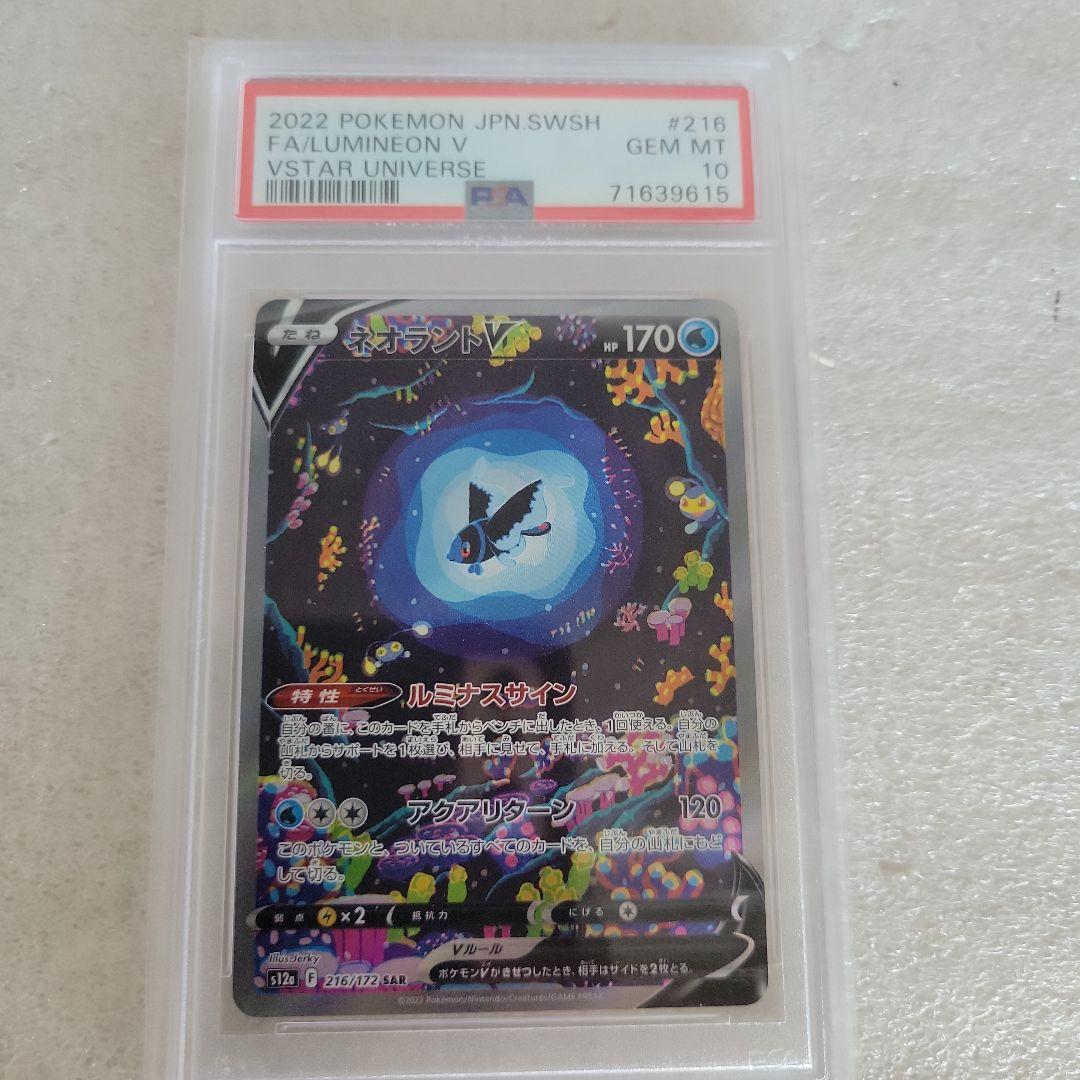 2022 POKEMON JPN.SWSH #216
FA/LUMINEON V GEM MT
VSTAR UNIVERSE 10
PSA 71639615
たね ネオラントV HP 170
特性 とくせい ルミナスサイン
自分の番に、このカードを手札からベンチに出したとき、1回使える。自分の
山札からサポートを1枚選び、相手に見せて、手札に加える。そして山札を
切る。
アクアリターン 120
このポケモンと、ついているすべてのカードを、自分の山札にもど
して切る。
弱点 ×2 抵抗力 にげる
Vルール
ポケモンVがきぜつしたとき、相手はサイドを2枚とる。
Illus.Jerky
s12a F 216/172 SAR
©2022 Pokémon/Nintendo/Creatures/GAME FREAK